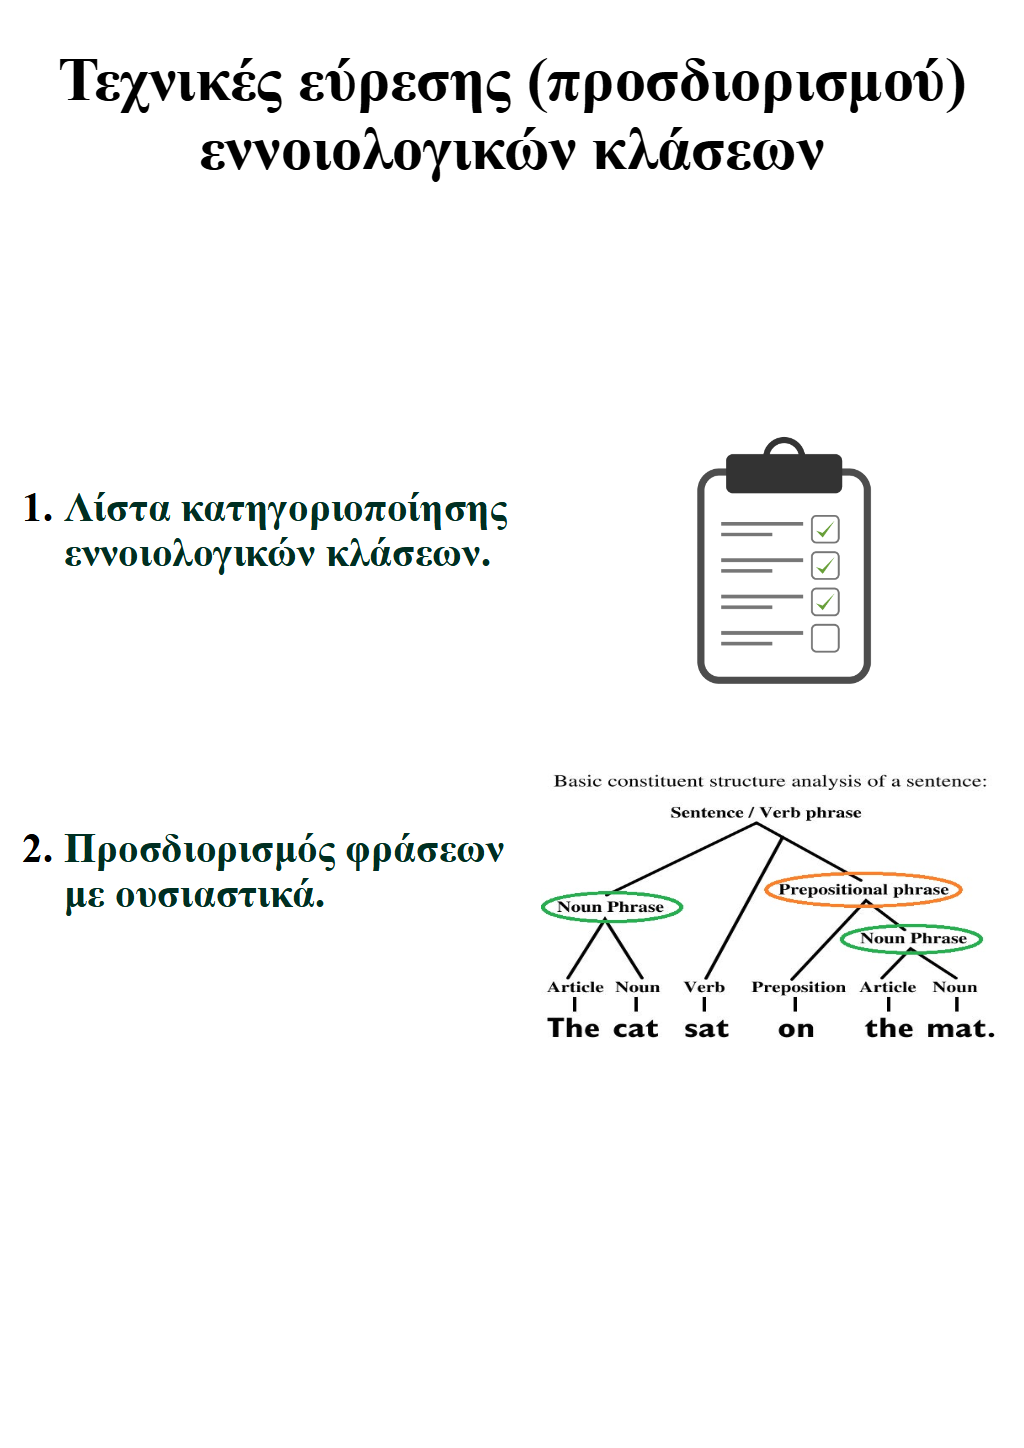 Τεχνικές εύρεσης (προσδιορισμού)
εννοιολογικών κλάσεων
1. Λίστα κατηγοριοποίησης
εννοιολογικών κλάσεων.
2. Προσδιορισμός φράσεων
με ουσιαστικά.
Basic constituent structure analysis of a sentence:
Sentence / Verb phrase
Prepositional phrase
Noun Phrase
Noun Phrase
Article Noun Verb Preposition Article Noun
The cat sat on the mat.